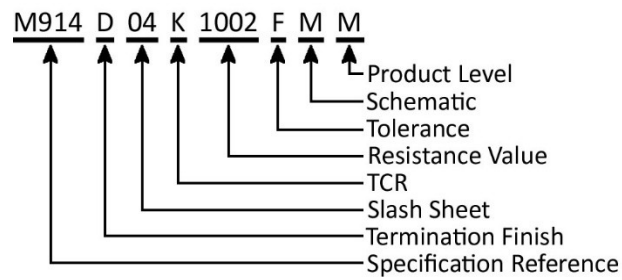 M914 D 04 K 1002 F M M
Product Level
Schematic
Tolerance
Resistance Value
TCR
Slash Sheet
Termination Finish
Specification Reference